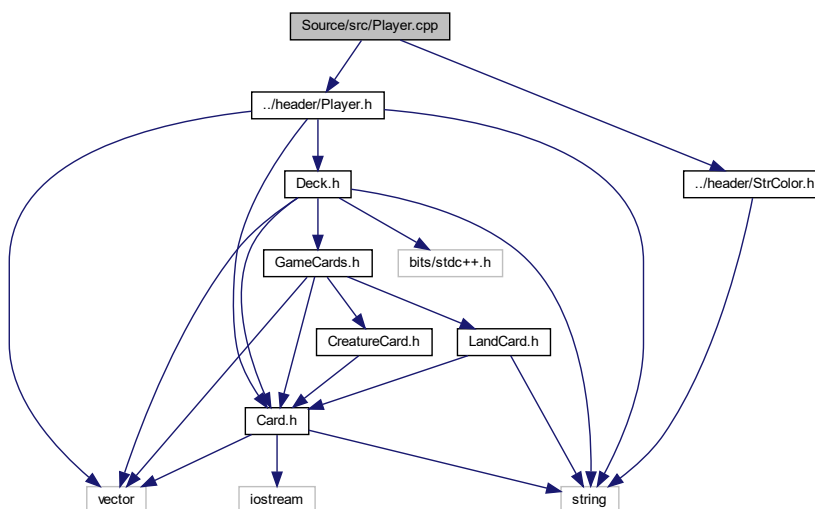 Source/src/Player.cpp
../header/Player.h
Deck.h
../header/StrColor.h
GameCards.h
bits/stdc++.h
CreatureCard.h
LandCard.h
Card.h
vector
iostream
string